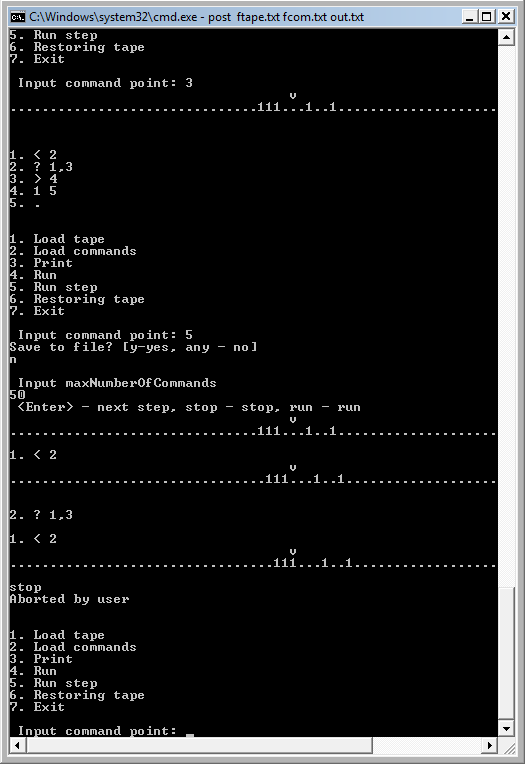 C:\Windows\system32\cmd.exe - post  ftape.txt fcom.txt out.txt
5. Run step
6. Restoring tape
7. Exit
Input command point: 3
v
...............................111...1..1....................
1. < 2
2. ? 1,3
3. > 4
4. 1 5
5. .
1. Load tape
2. Load commands
3. Print
4. Run
5. Run step
6. Restoring tape
7. Exit
Input command point: 5
Save to file? [y-yes, any - no]
n
Input maxNumberOfCommands
50
<Enter> - next step, stop - stop, run - run
v
...............................111...1..1....................
1. < 2
v
................................111...1..1...................
2. ? 1,3
1. < 2
v
.................................111...1..1..................
stop
Aborted by user
1. Load tape
2. Load commands
3. Print
4. Run
5. Run step
6. Restoring tape
7. Exit
Input command point: _